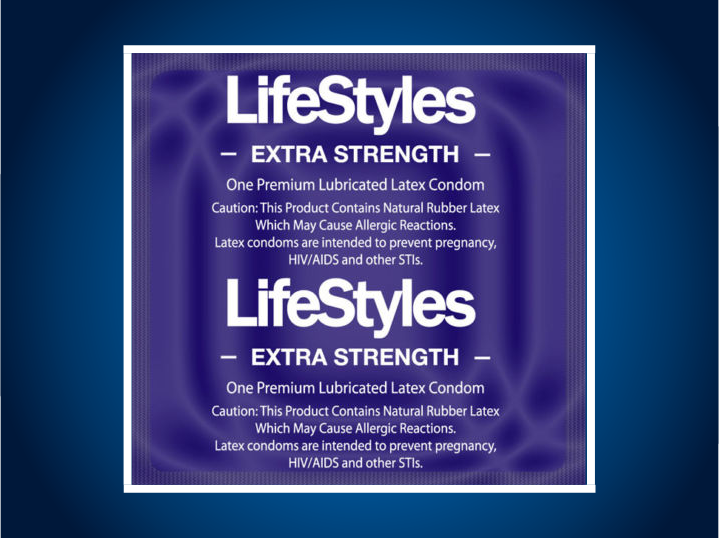 LifeStyles
— EXTRA STRENGTH —
One Premium Lubricated Latex Condom
Caution: This Product Contains Natural Rubber Latex
Which May Cause Allergic Reactions.
Latex condoms are intended to prevent pregnancy,
HIV/AIDS and other STIs.
LifeStyles
— EXTRA STRENGTH —
One Premium Lubricated Latex Condom
Caution: This Product Contains Natural Rubber Latex
Which May Cause Allergic Reactions.
Latex condoms are intended to prevent pregnancy,
HIV/AIDS and other STIs.